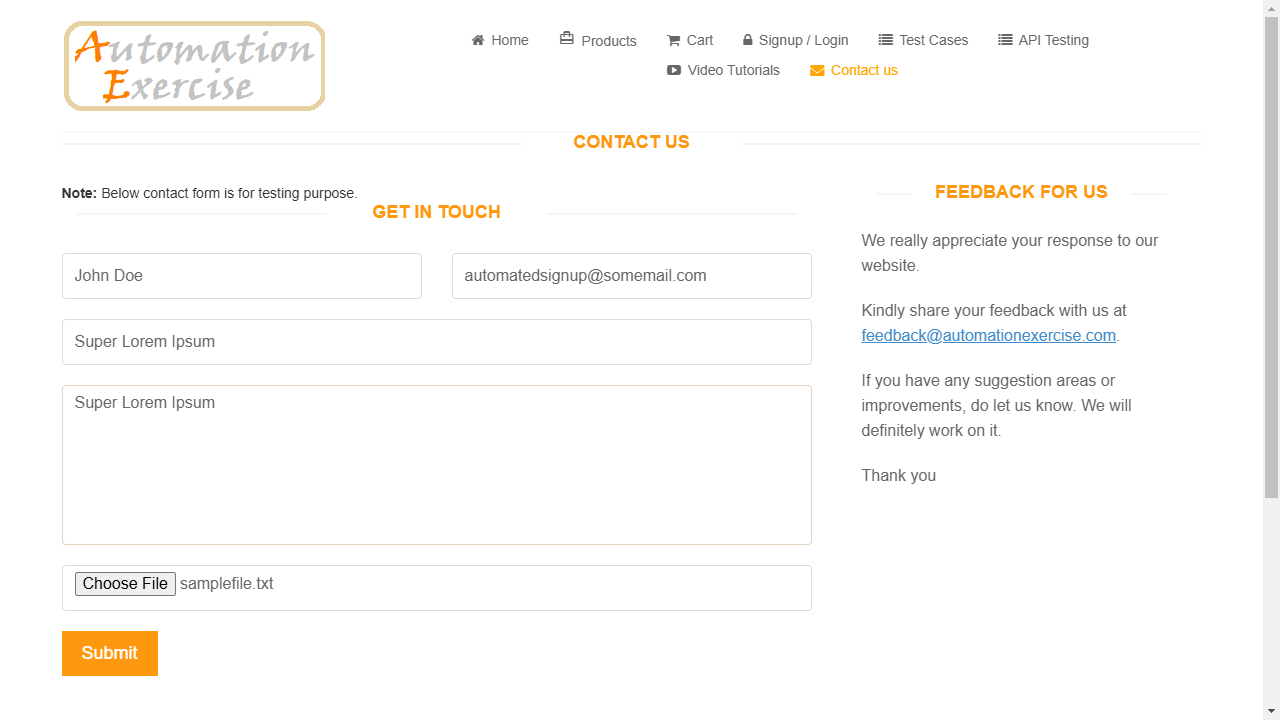 Automation
Exercise
Home
Products
Cart
Signup / Login
Test Cases
API Testing
Video Tutorials
Contact us
CONTACT US
Note: Below contact form is for testing purpose.
GET IN TOUCH
John Doe
automatedsignup@somemail.com
Super Lorem Ipsum
Super Lorem Ipsum
Choose File samplefile.txt
Submit
FEEDBACK FOR US
We really appreciate your response to our
website.
Kindly share your feedback with us at
feedback@automationexercise.com.
If you have any suggestion areas or
improvements, do let us know. We will
definitely work on it.
Thank you